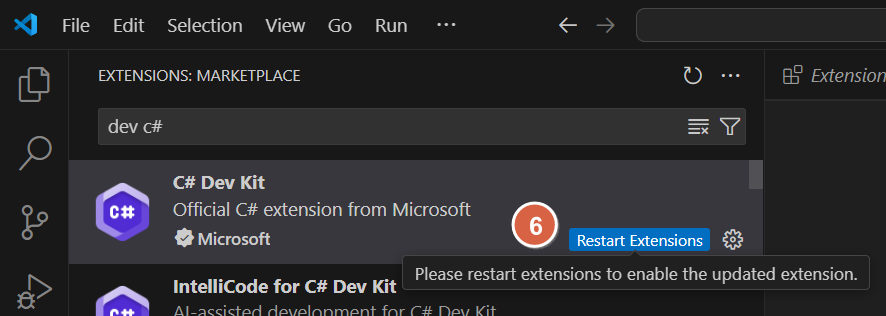 File Edit Selection View Go Run ···
EXTENSIONS: MARKETPLACE
Extension
dev c#
C# Dev Kit
C#
Official C# extension from Microsoft
Microsoft
6
Restart Extensions
Please restart extensions to enable the updated extension.
IntelliCode for C# Dev Kit
AI-assisted development for C# Dev Kit
C#